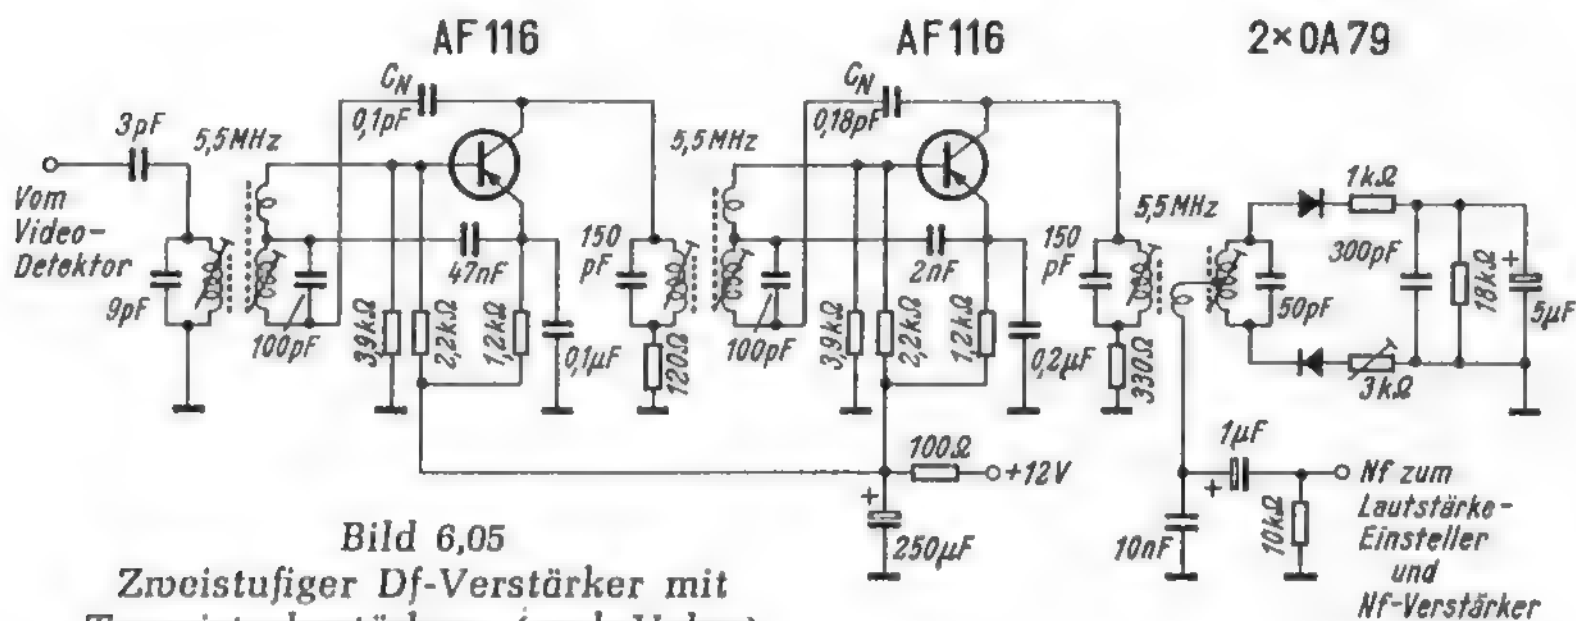 AF 116
AF 116
2×OA 79
C_N
0,1pF
C_N
0,18pF
3pF
5,5MHz
5,5MHz
5,5MHz
1kΩ
Vom
Video-
Detektor
9pF
100pF
3,9kΩ
2,2kΩ
47nF
1,2kΩ
0,1µF
150
pF
120Ω
100pF
3,9kΩ
2,2kΩ
2nF
1,2kΩ
0,2µF
150
pF
330Ω
50pF
300pF
18kΩ
+
5µF
3kΩ
100Ω
+12V
+
250µF
1µF
+
10nF
10kΩ
Nf zum
Lautstärke-
Einsteller
und
Nf-Verstärker
Bild 6,05
Zweistufiger Df-Verstärker mit